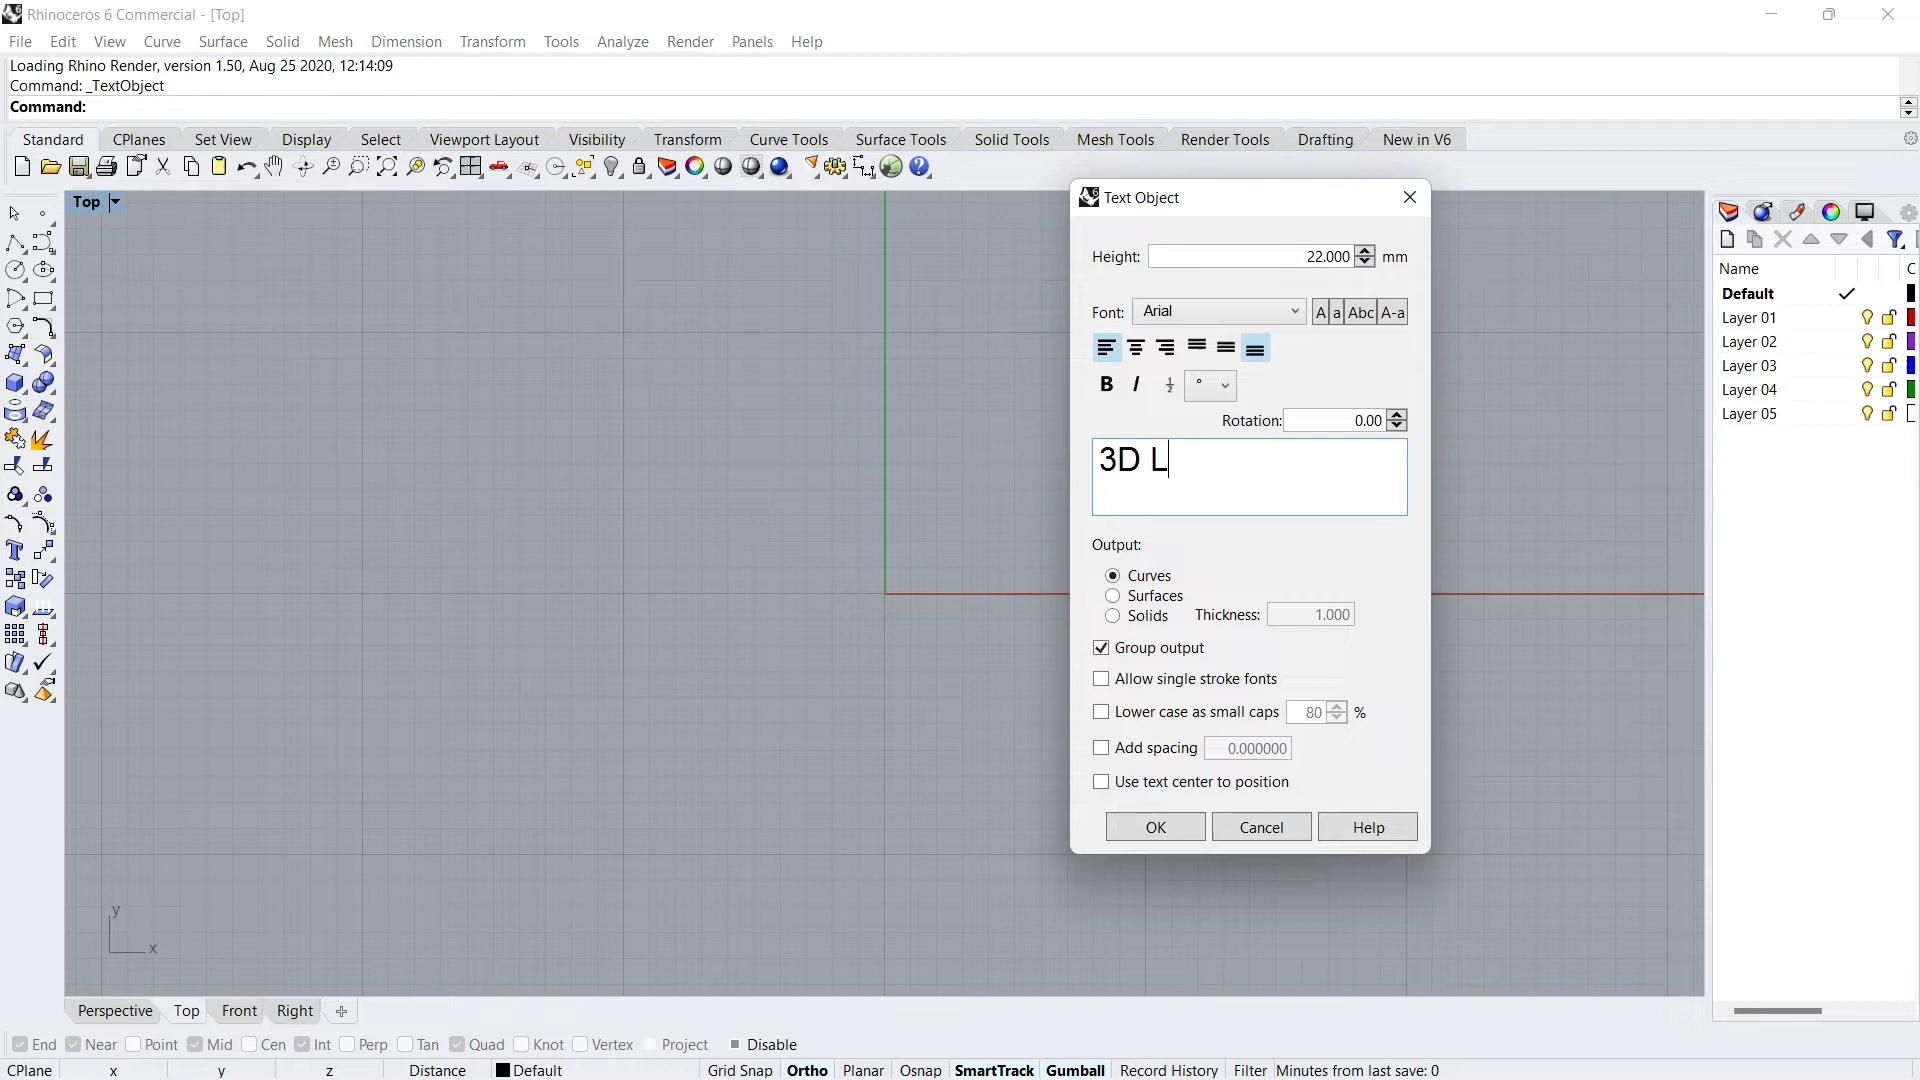 Rhinoceros 6 Commercial - [Top]
File Edit View Curve Surface Solid Mesh Dimension Transform Tools Analyze Render Panels Help
Loading Rhino Render, version 1.50, Aug 25 2020, 12:14:09
Command: _TextObject
Command:
Standard CPlanes Set View Display Select Viewport Layout Visibility Transform Curve Tools Surface Tools Solid Tools Mesh Tools Render Tools Drafting New in V6
Top
Text Object
Height: 22.000 mm
Font: Arial A a Abc A-a
B I ½ °
Rotation: 0.00
3D L
Output:
Curves
Surfaces
Solids Thickness: 1.000
Group output
Allow single stroke fonts
Lower case as small caps 80 %
Add spacing 0.000000
Use text center to position
OK Cancel Help
Name C
Default
Layer 01
Layer 02
Layer 03
Layer 04
Layer 05
y
x
Perspective Top Front Right
End Near Point Mid Cen Int Perp Tan Quad Knot Vertex Project Disable
CPlane x y z Distance Default Grid Snap Ortho Planar Osnap SmartTrack Gumball Record History Filter Minutes from last save: 0